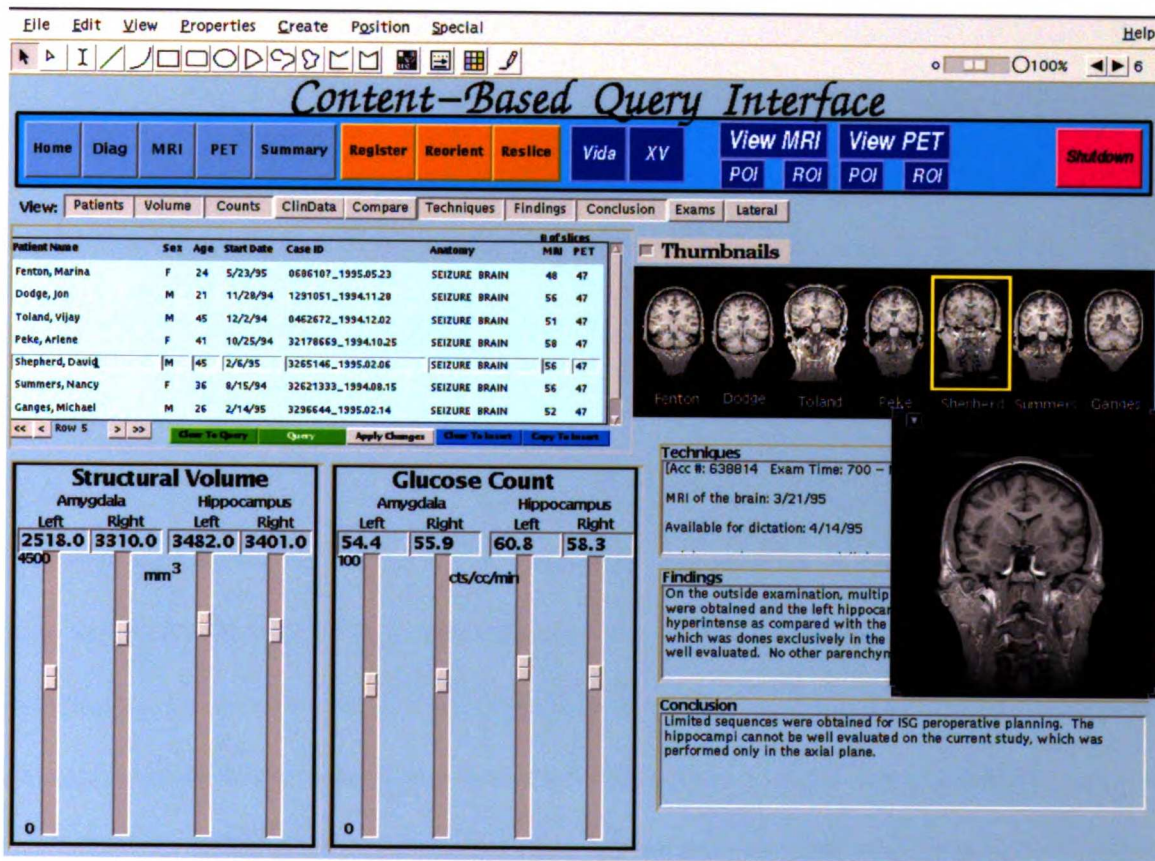 File Edit View Properties Create Position Special Help
100% 6
Content-Based Query Interface
Home Diag MRI PET Summary Register Reorient Reslice Vida XV View MRI View PET Shutdown
POI ROI POI ROI
View: Patients Volume Counts ClinData Compare Techniques Findings Conclusion Exams Lateral
# of slices
Patient Name Sex Age Start Date Case ID Anatomy MRI PET
Fenton, Marina F 24 5/23/95 0686107_1995.05.23 SEIZURE BRAIN 48 47
Dodge, Jon M 21 11/28/94 1291051_1994.11.28 SEIZURE BRAIN 56 47
Toland, Vijay M 45 12/2/94 0462672_1994.12.02 SEIZURE BRAIN 51 47
Peke, Arlene F 41 10/25/94 32178669_1994.10.25 SEIZURE BRAIN 58 47
Shepherd, David M 45 2/6/95 3265146_1995.02.06 SEIZURE BRAIN 56 47
Summers, Nancy F 36 8/15/94 32621333_1994.08.15 SEIZURE BRAIN 56 47
Ganges, Michael M 26 2/14/95 3296644_1995.02.14 SEIZURE BRAIN 52 47
<< < Row 5 > >> Clear To Query Query Apply Changes Clear To Insert Copy To Insert
Thumbnails
Fenton Dodge Toland Peke Shepherd Summers Ganges
Structural Volume
Amygdala Hippocampus
Left Right Left Right
2518.0 3310.0 3482.0 3401.0
4500
mm3
0
Glucose Count
Amygdala Hippocampus
Left Right Left Right
54.4 55.9 60.8 58.3
100
cts/cc/min
0
Techniques
[Acc #: 638814 Exam Time: 700 -
MRI of the brain: 3/21/95
Available for dictation: 4/14/95
Findings
On the outside examination, multip
were obtained and the left hippocar
hyperintense as compared with the
which was dones exclusively in the
well evaluated. No other parenchyn
Conclusion
Limited sequences were obtained for ISG peroperative planning. The
hippocampi cannot be well evaluated on the current study, which was
performed only in the axial plane.